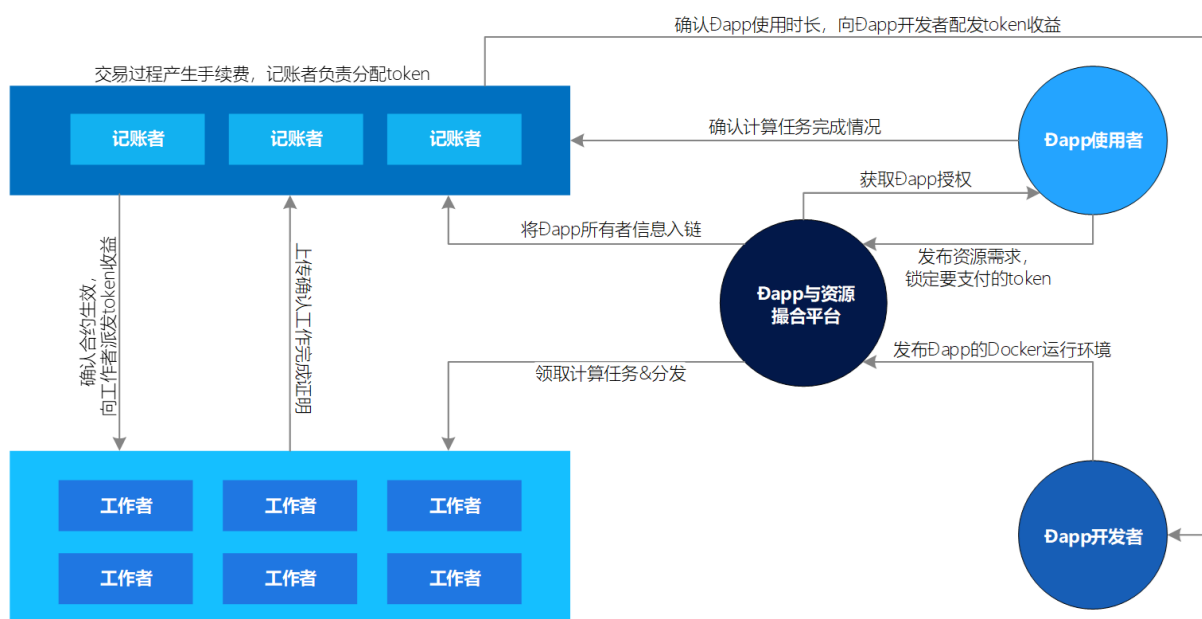 确认Đapp使用时长，向Đapp开发者配发token收益
交易过程产生手续费，记账者负责分配token
记账者
记账者
记账者
确认计算任务完成情况
Đapp使用者
获取Đapp授权
将Đapp所有者信息入链
发布资源需求，
锁定要支付的token
Đapp与资源
撮合平台
确认合约生效，
向工作者派发token收益
上传确认工作完成证明
发布Đapp的Docker运行环境
领取计算任务&分发
工作者
工作者
工作者
Đapp开发者
工作者
工作者
工作者